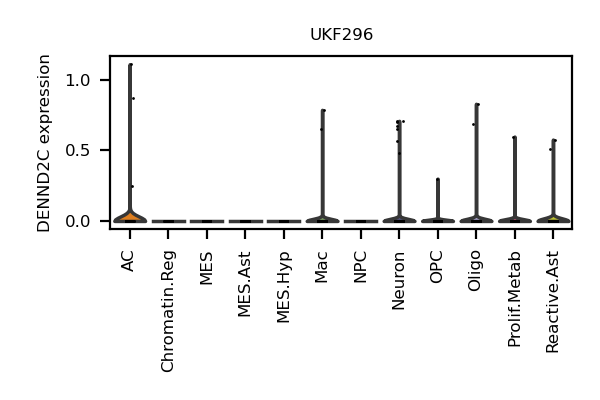 UKF296
DENND2C expression
1.0
0.5
0.0
AC
Chromatin.Reg
MES
MES.Ast
MES.Hyp
Mac
NPC
Neuron
OPC
Oligo
Prolif.Metab
Reactive.Ast